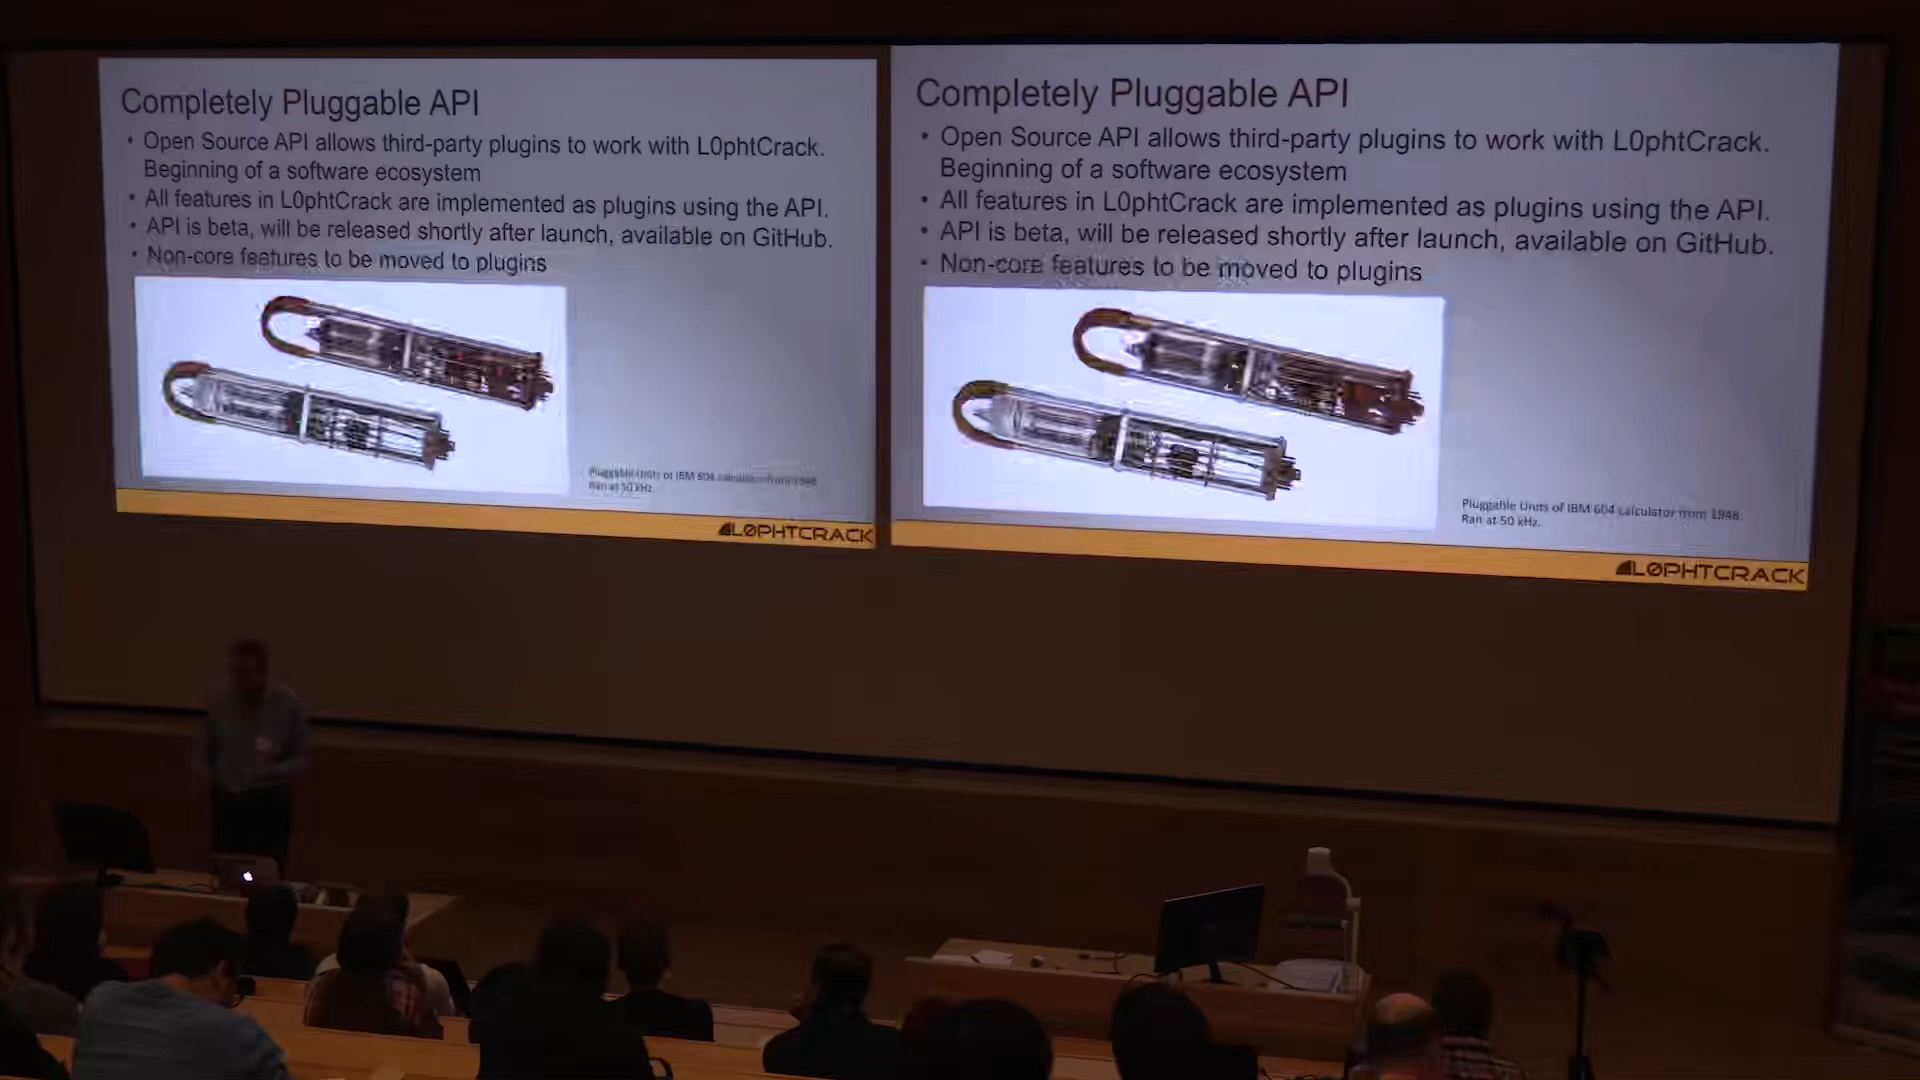 Completely Pluggable API
• Open Source API allows third-party plugins to work with L0phtCrack.
Beginning of a software ecosystem
• All features in L0phtCrack are implemented as plugins using the API.
• API is beta, will be released shortly after launch, available on GitHub.
• Non-core features to be moved to plugins
Pluggable Units of IBM 604 calculator from 1948
Ran at 50 kHz.
L0PHTCRACK
Completely Pluggable API
• Open Source API allows third-party plugins to work with L0phtCrack.
Beginning of a software ecosystem
• All features in L0phtCrack are implemented as plugins using the API.
• API is beta, will be released shortly after launch, available on GitHub.
• Non-core features to be moved to plugins
Pluggable Units of IBM 604 calculator from 1948.
Ran at 50 kHz.
L0PHTCRACK